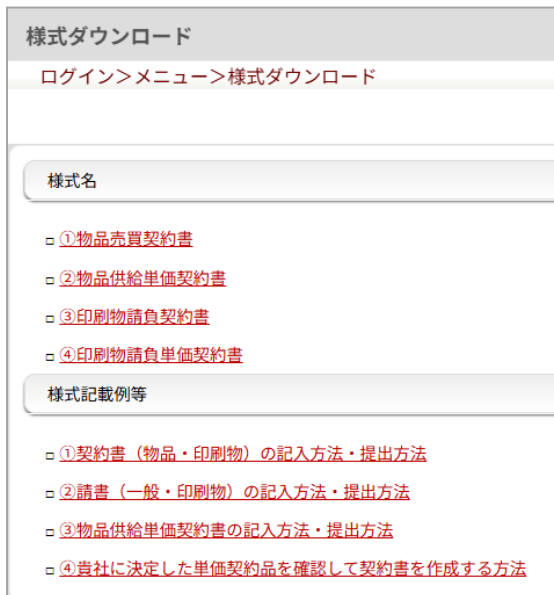 様式ダウンロード
ログイン＞メニュー＞様式ダウンロード
様式名
①物品売買契約書
②物品供給単価契約書
③印刷物請負契約書
④印刷物請負単価契約書
様式記載例等
①契約書（物品・印刷物）の記入方法・提出方法
②請書（一般・印刷物）の記入方法・提出方法
③物品供給単価契約書の記入方法・提出方法
④貴社に決定した単価契約品を確認して契約書を作成する方法